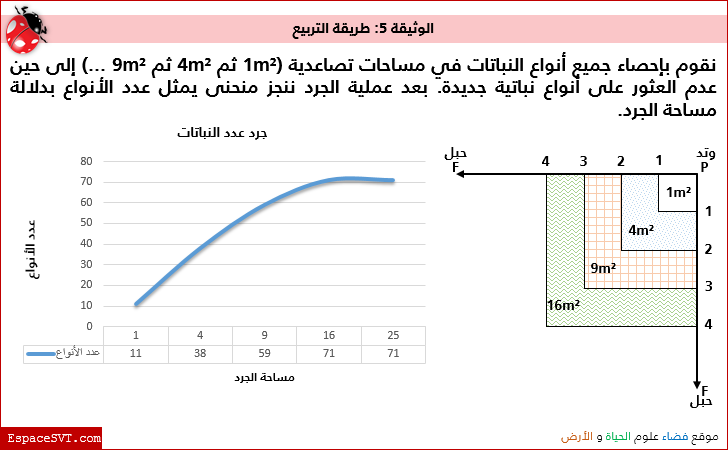 الوثيقة 5: طريقة التربيع
نقوم بإحصاء جميع أنواع النباتات في مساحات تصاعدية (1m² ثم 4m² ثم 9m² ...) إلى حين
عدم العثور على أنواع نباتية جديدة. بعد عملية الجرد ننجز منحنى يمثل عدد الأنواع بدلالة
مساحة الجرد.
جرد عدد النباتات
عدد الأنواع
80
70
60
50
40
30
20
10
0
1 4 9 16 25
عدد الأنواع 11 38 59 71 71
مساحة الجرد
حبل
F
4 3 2 1
وتد
P
1m²
1
4m²
2
9m²
3
16m²
4
F
حبل
EspaceSVT.com
موقع فضاء علوم الحياة و الأرض